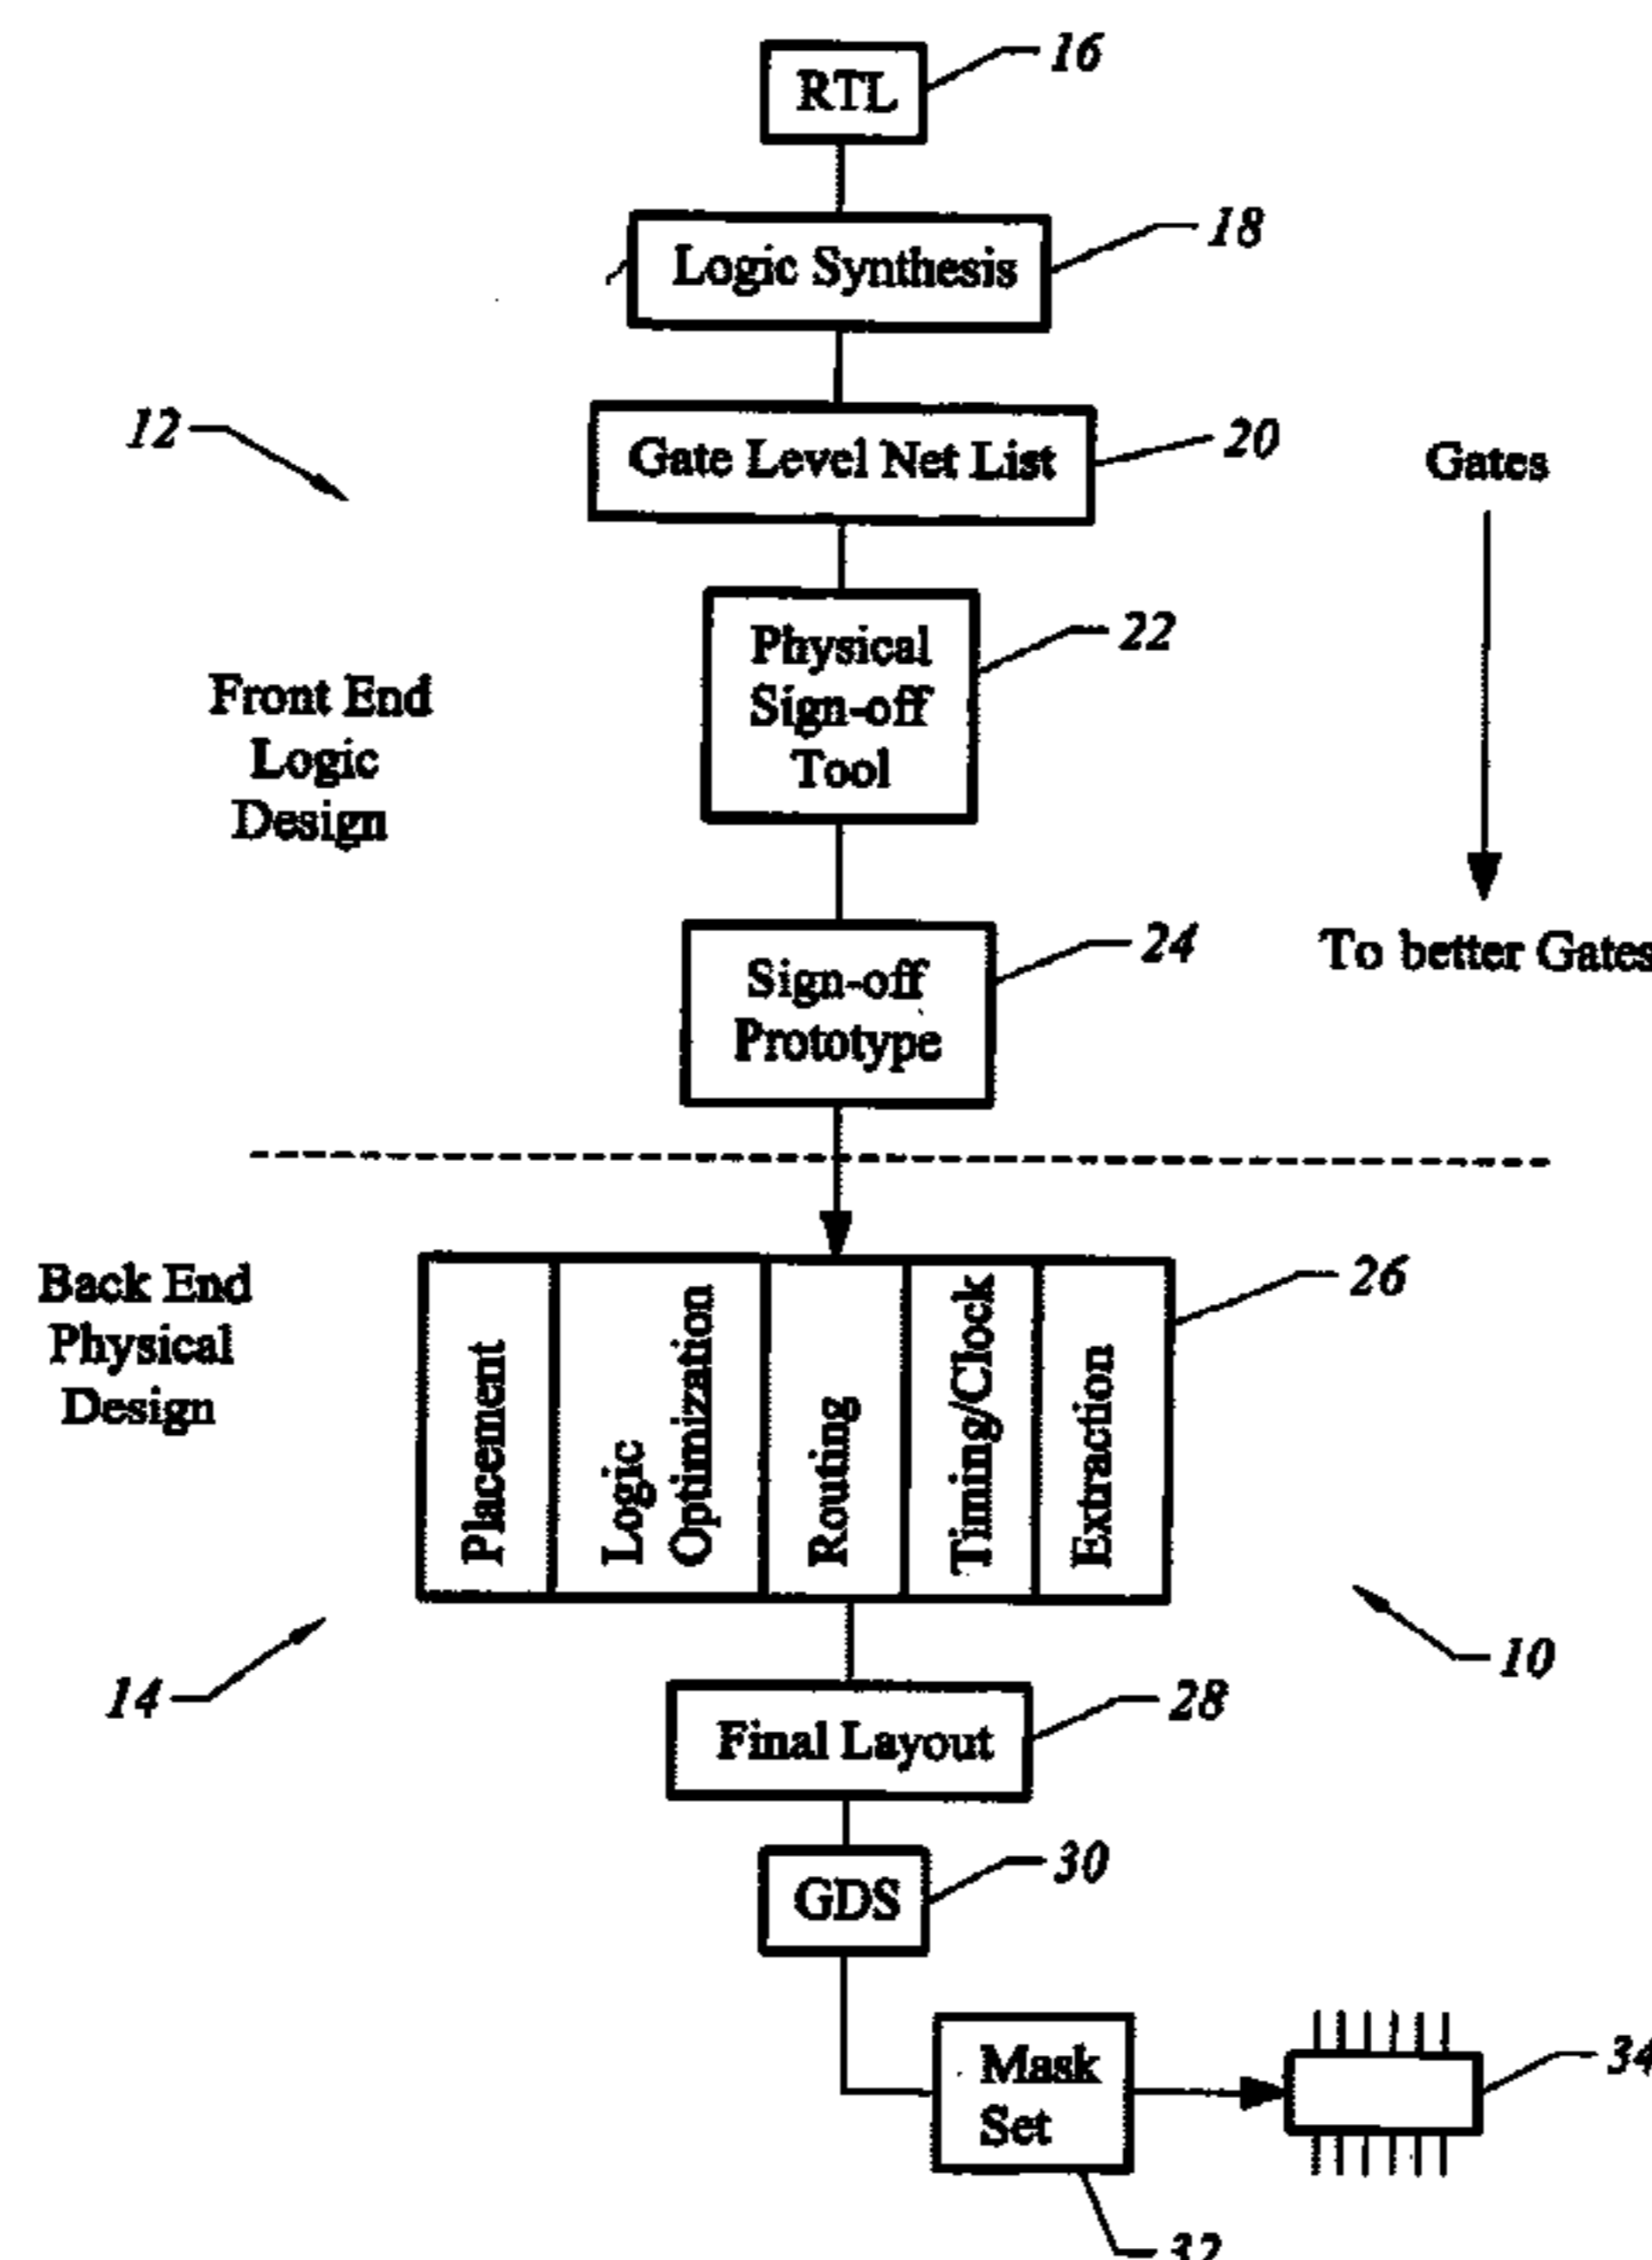 RTL
16
Logic Synthesis
18
12
Gate Level Net List
20
Gates
Physical
Sign-off
Tool
22
Front End
Logic
Design
Sign-off
Prototype
24
To better Gates
Back End
Physical
Design
Placement
Logic
Optimization
Routing
Timing/Clock
Extraction
26
14
10
Final Layout
28
GDS
30
Mask
Set
34
32